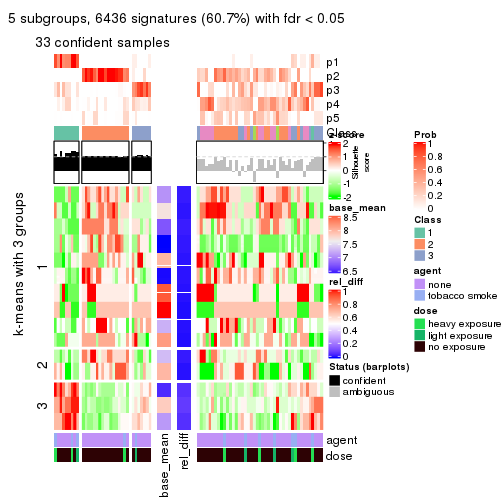 5 subgroups, 6436 signatures (60.7%) with fdr < 0.05
33 confident samples
p1
p2
p3
p4
p5
Class
z-score
2
1
0
-1
-2
Silhouette
score
base_mean
8.5
8
7.5
7
6.5
rel_diff
1
0.8
0.6
0.4
0.2
0
Status (barplots)
confident
ambiguous
Prob
1
0.8
0.6
0.4
0.2
0
Class
1
2
3
agent
none
tobacco smoke
dose
heavy exposure
light exposure
no exposure
k-means with 3 groups
1
2
3
agent
dose
base_mean
rel_diff